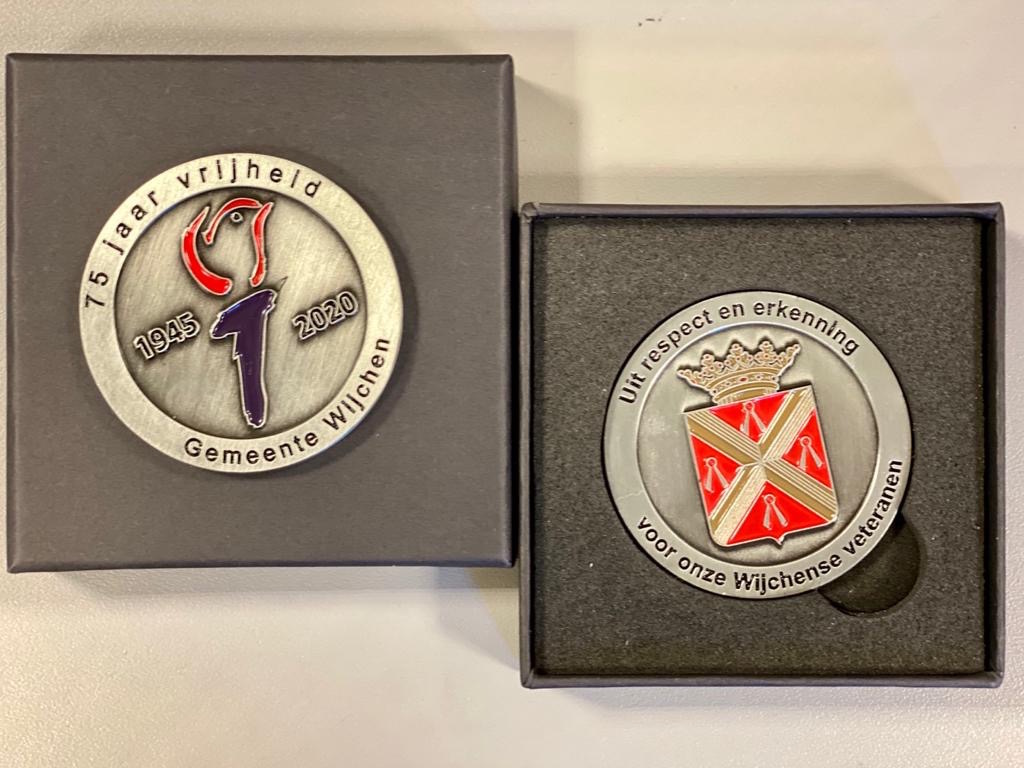 75 jaar vrijheid
1945
2020
Gemeente Wijchen
Uit respect en erkenning
voor onze Wijchense veteranen